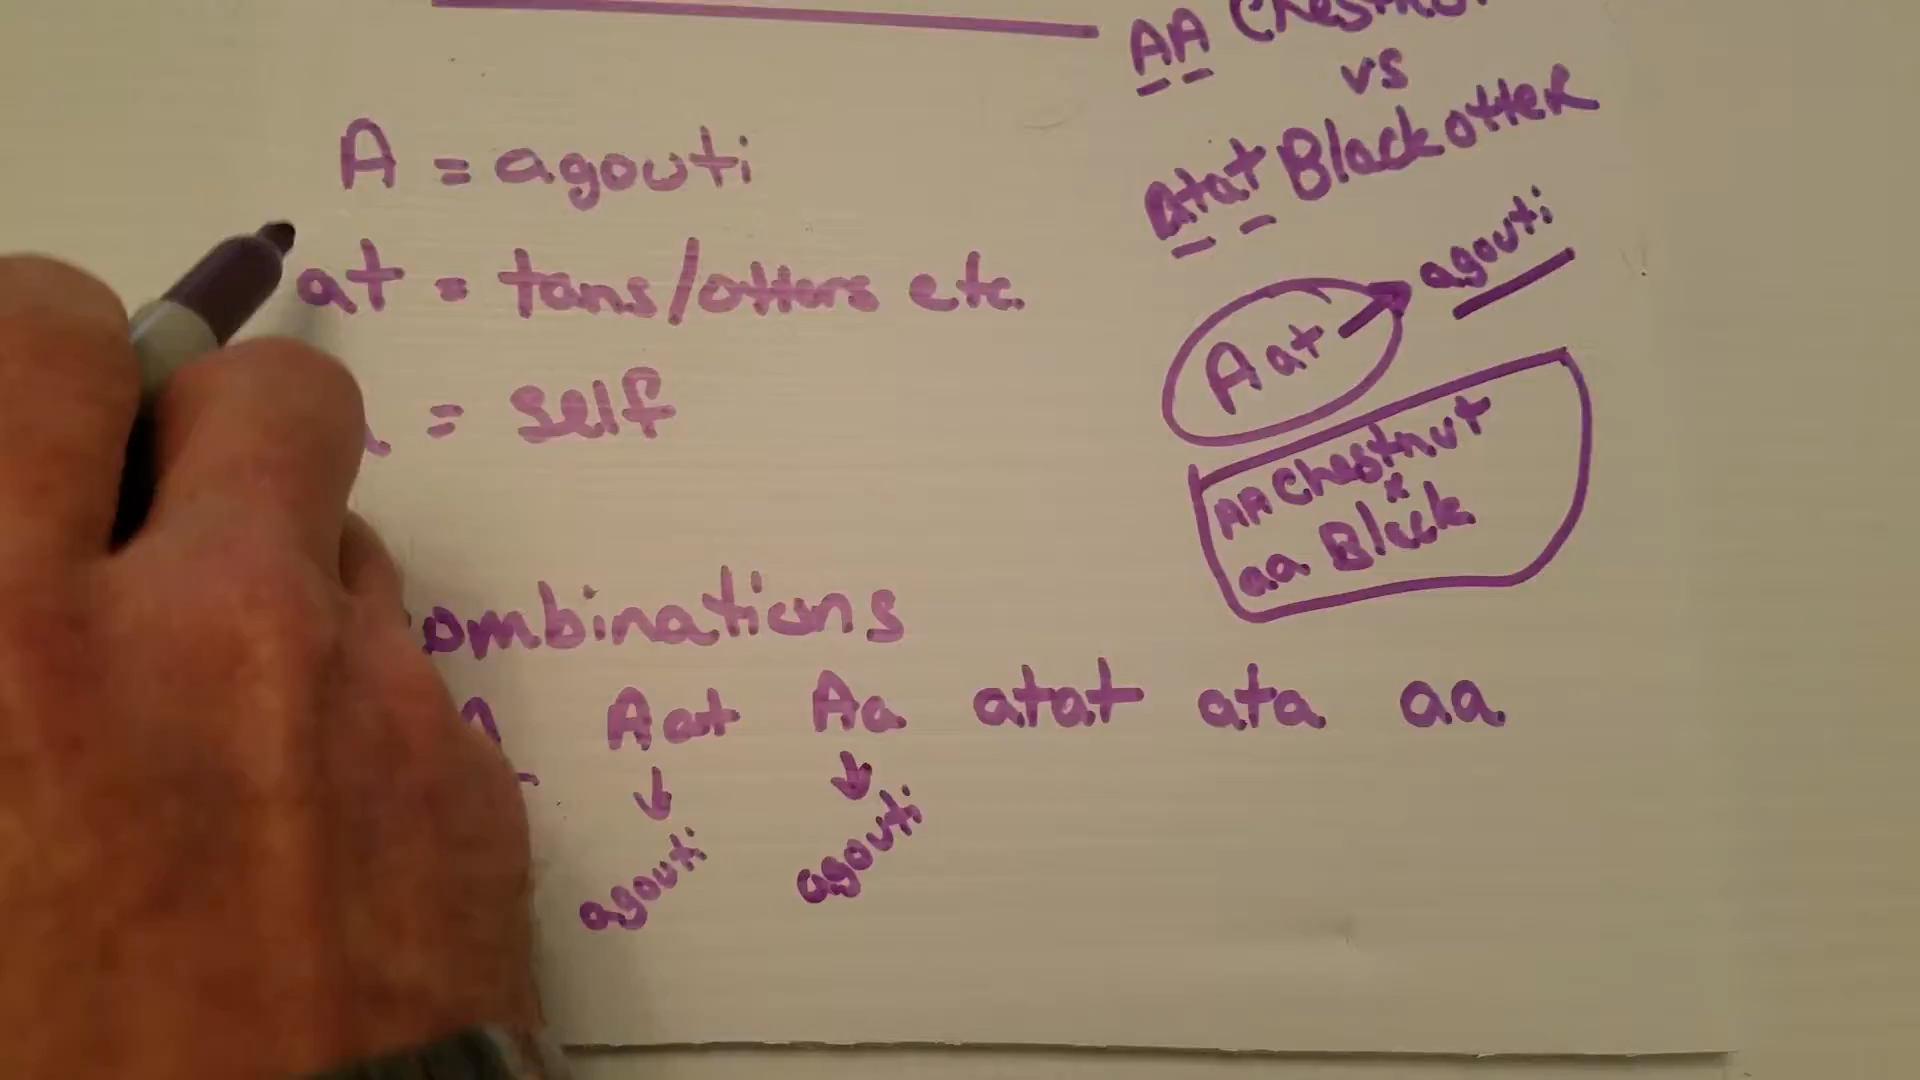 A = agouti
at = tans/otters etc.
= self
ombinations
Aat Aa atat ata aa
agouti agouti
AA
vs
atat Black otter
Aat agouti
AA Chestnut
x
aa Black